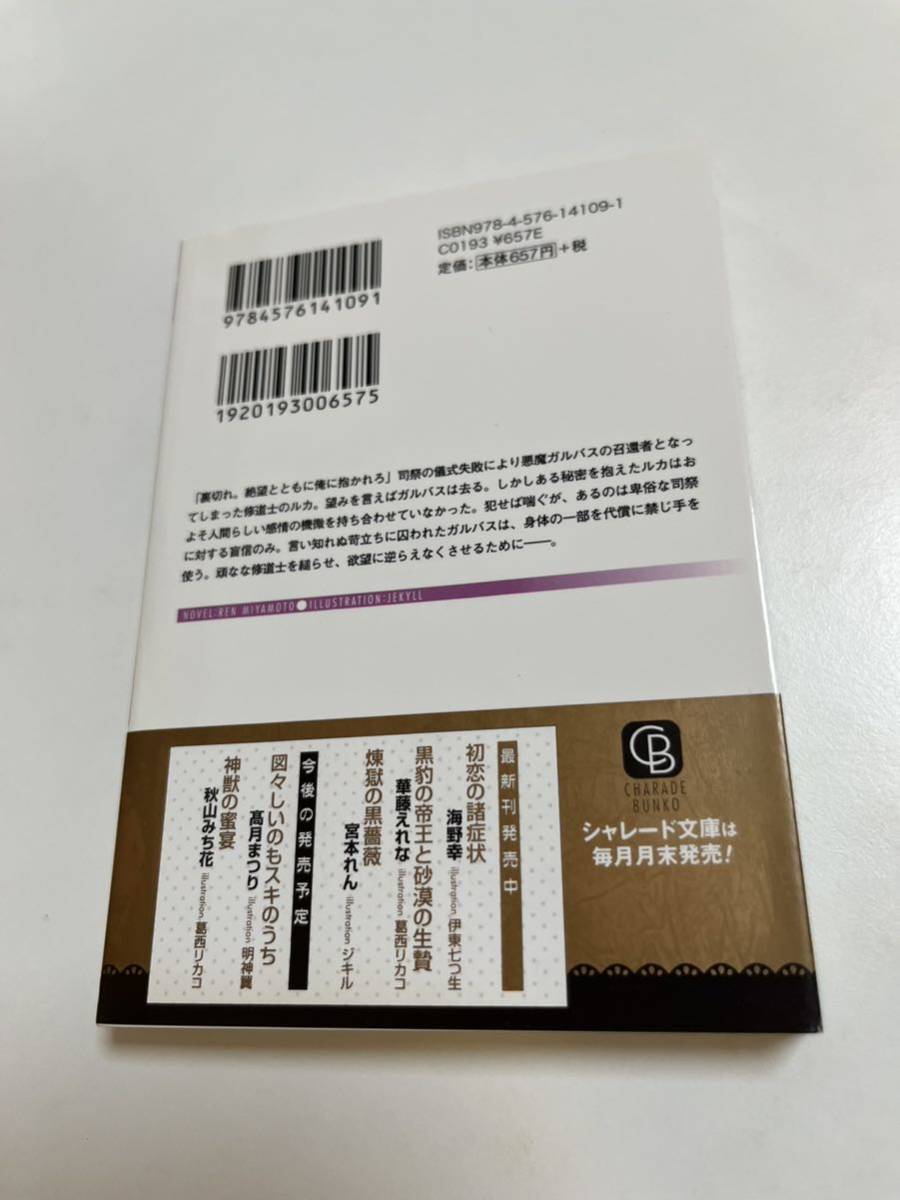 ISBN978-4-576-14109-1
C0193 ¥657E
定価：本体657円+税
9784576141091
1920193006575
「裏切れ。絶望とともに俺に抱かれろ」司祭の儀式失敗により悪魔ガルバスの召還者となっ
てしまった修道士のルカ。望みを言えばガルバスは去る。しかしある秘密を抱えたルカはお
よそ人間らしい感情の機微を持ち合わせていなかった。犯せば喘ぐが、あるのは卑俗な司祭
に対する盲信のみ。言い知れぬ苛立ちに囚われたガルバスは、身体の一部を代償に禁じ手を
使う。頑なな修道士を縋らせ、欲望に逆らえなくさせるために――。
NOVEL:REN MIYAMOTO●ILLUSTRATION:JEKYLL
最新刊発売中
初恋の諸症状
海野幸 illustration 伊東七つ生
黒豹の帝王と砂漠の生贄
華藤えれな illustration 葛西リカコ
煉獄の黒薔薇
宮本れん illustration ジキル
今後の発売予定
図々しいのもスキのうち
髙月まつり illustration 明神翼
神獣の蜜宴
秋山みち花 illustration 葛西リカコ
CB
CHARADE
BUNKO
シャレード文庫は
毎月月末発売！